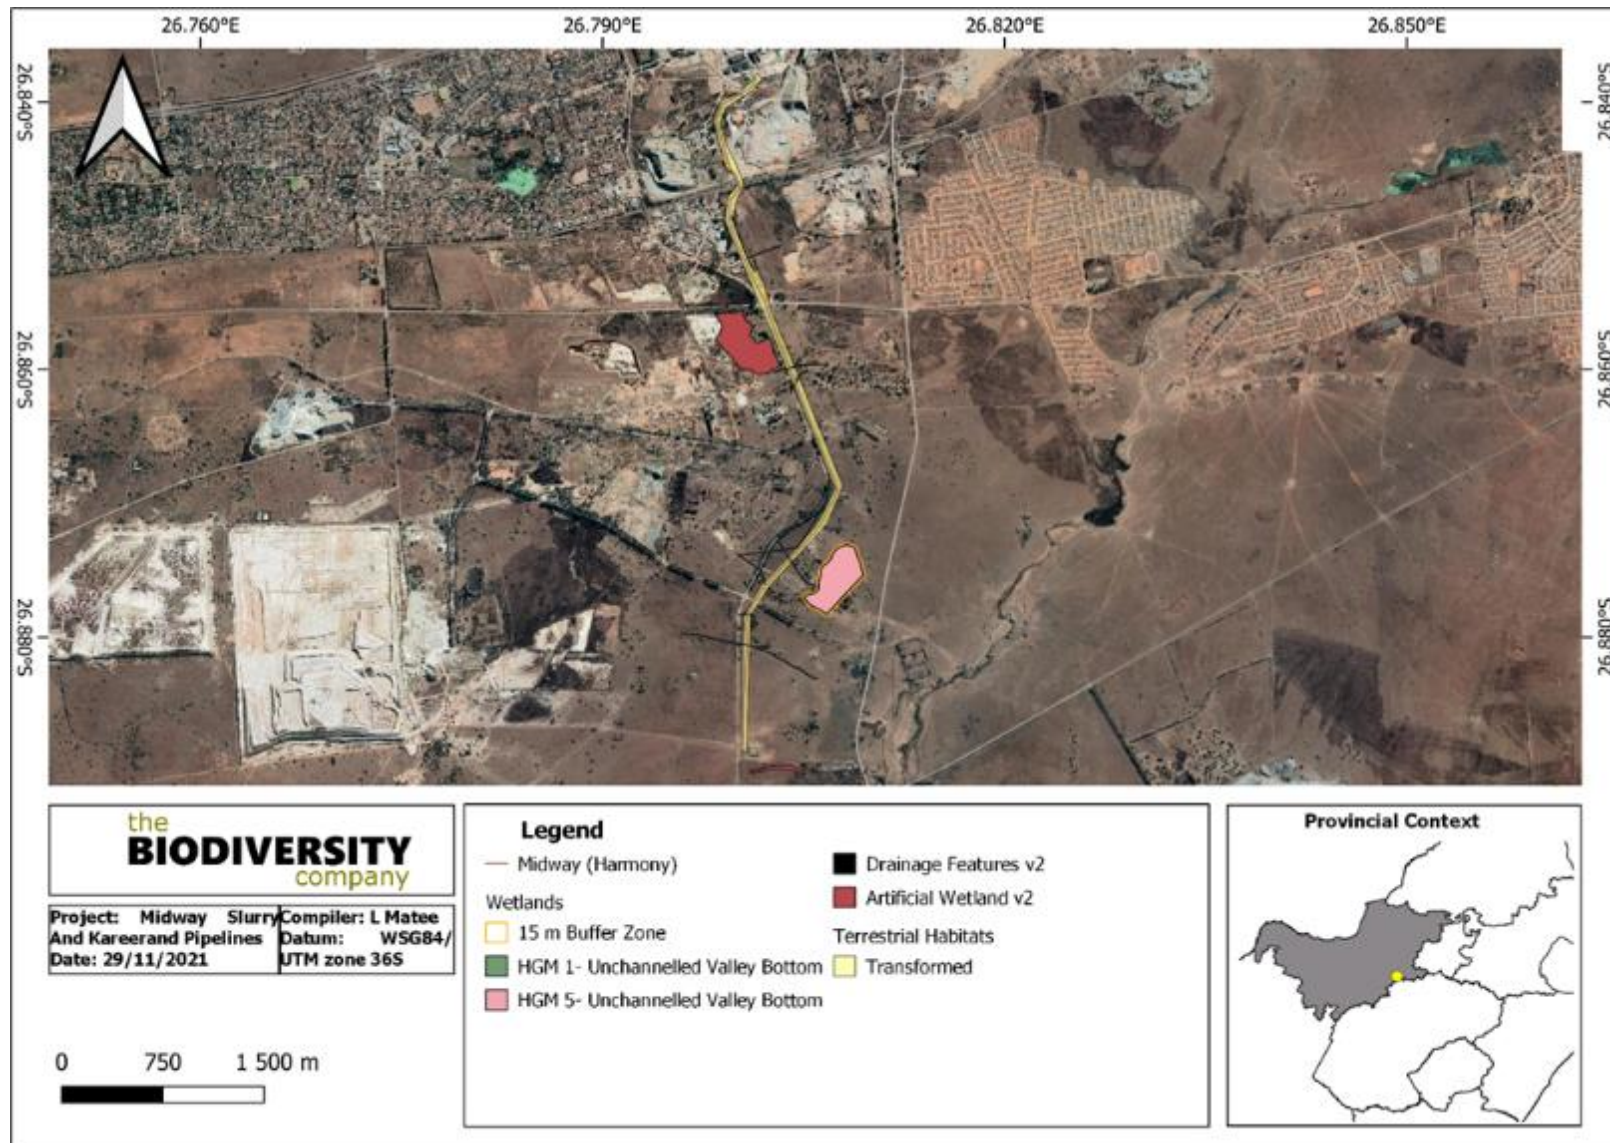 26.760°E 26.790°E 26.820°E 26.850°E
26.840°S 26.840°S
26.860°S 26.860°S
26.880°S 26.880°S
the
BIODIVERSITY
company
Project: Midway Slurry
And Kareerand Pipelines
Date: 29/11/2021
Compiler: L Matee
Datum: WSG84/
UTM zone 36S
0 750 1 500 m
Legend
Midway (Harmony)
Wetlands
15 m Buffer Zone
HGM 1- Unchannelled Valley Bottom
HGM 5- Unchannelled Valley Bottom
Drainage Features v2
Artificial Wetland v2
Terrestrial Habitats
Transformed
Provincial Context